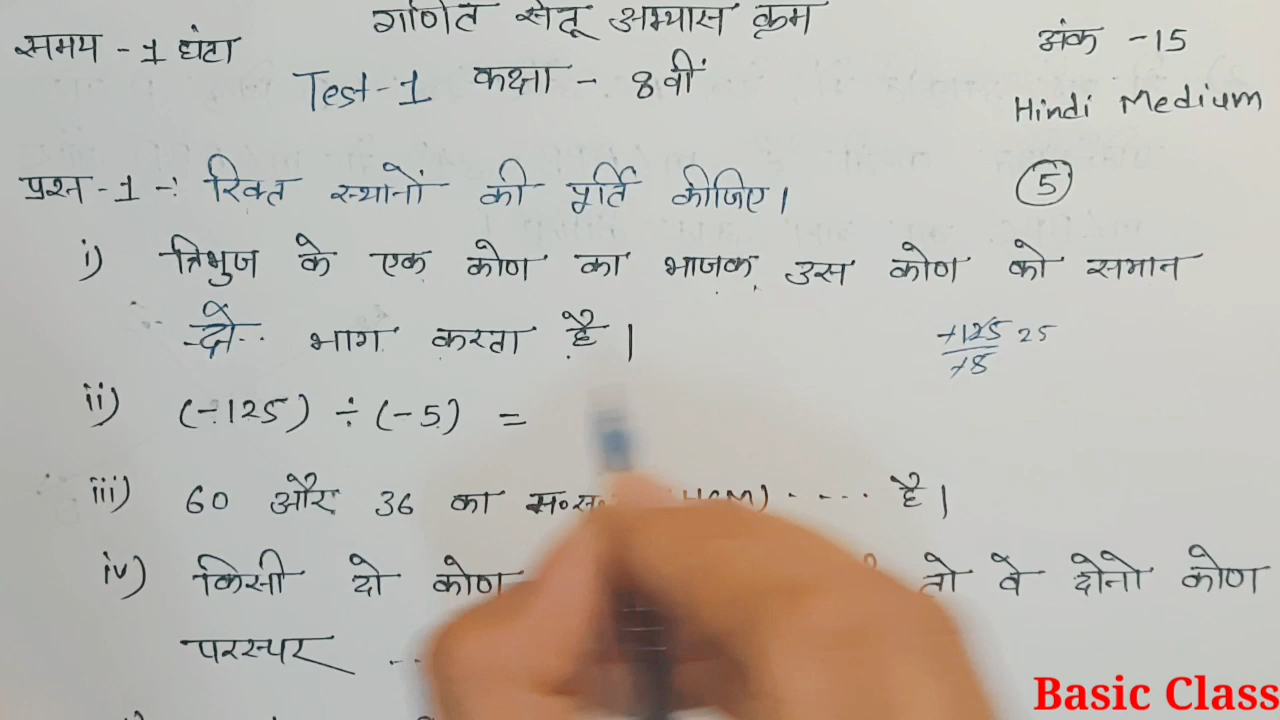 गणित सेतू अभ्यास क्रम
समय - 1 घंटा
अंक - 15
Test-1 कक्षा - 8वीं
Hindi Medium
प्रश्न -1 -: रिक्त स्थानों की पूर्ति कीजिए।
5
i) त्रिभुज के एक कोण का भाजक उस कोण को समान
दो भाग करता है।
+125 25
+5
ii) (-125) ÷ (-5) =
iii) 60 और 36 का ..... है।
iv) किसी दो कोण तो वे दोनो कोण
परस्पर ...
Basic Class